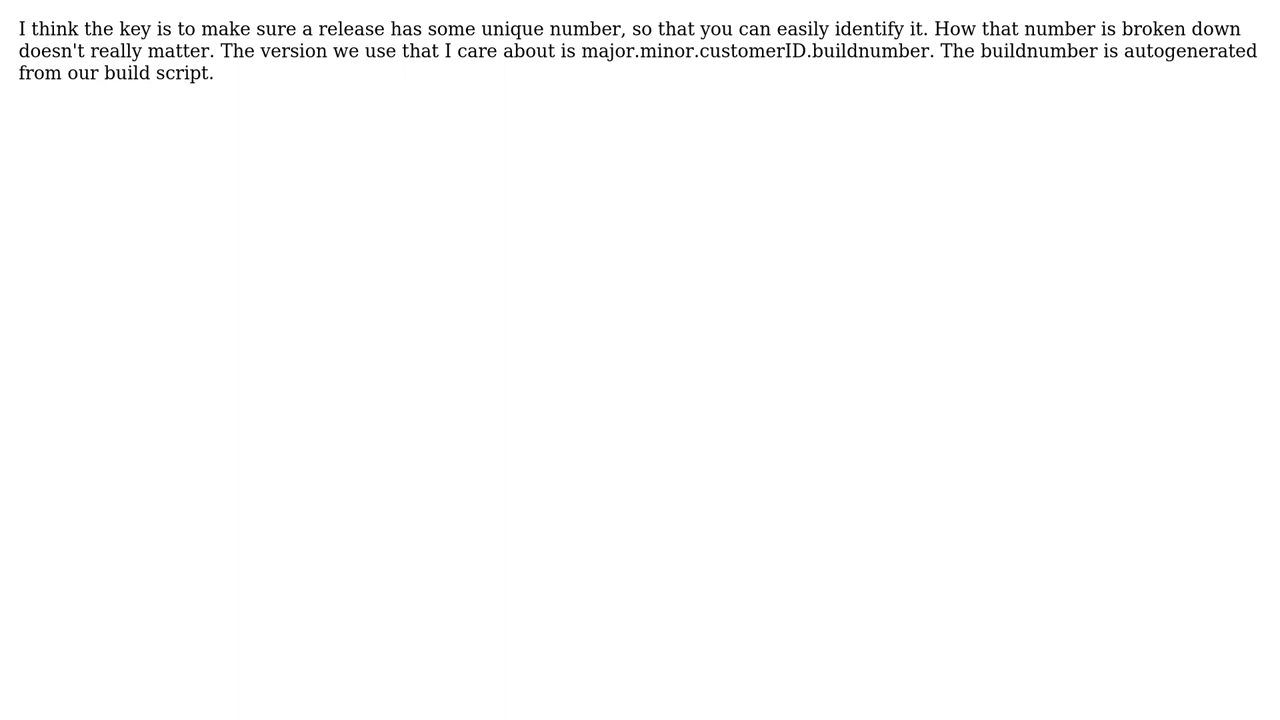 I think the key is to make sure a release has some unique number, so that you can easily identify it. How that number is broken down
doesn't really matter. The version we use that I care about is major.minor.customerID.buildnumber. The buildnumber is autogenerated
from our build script.